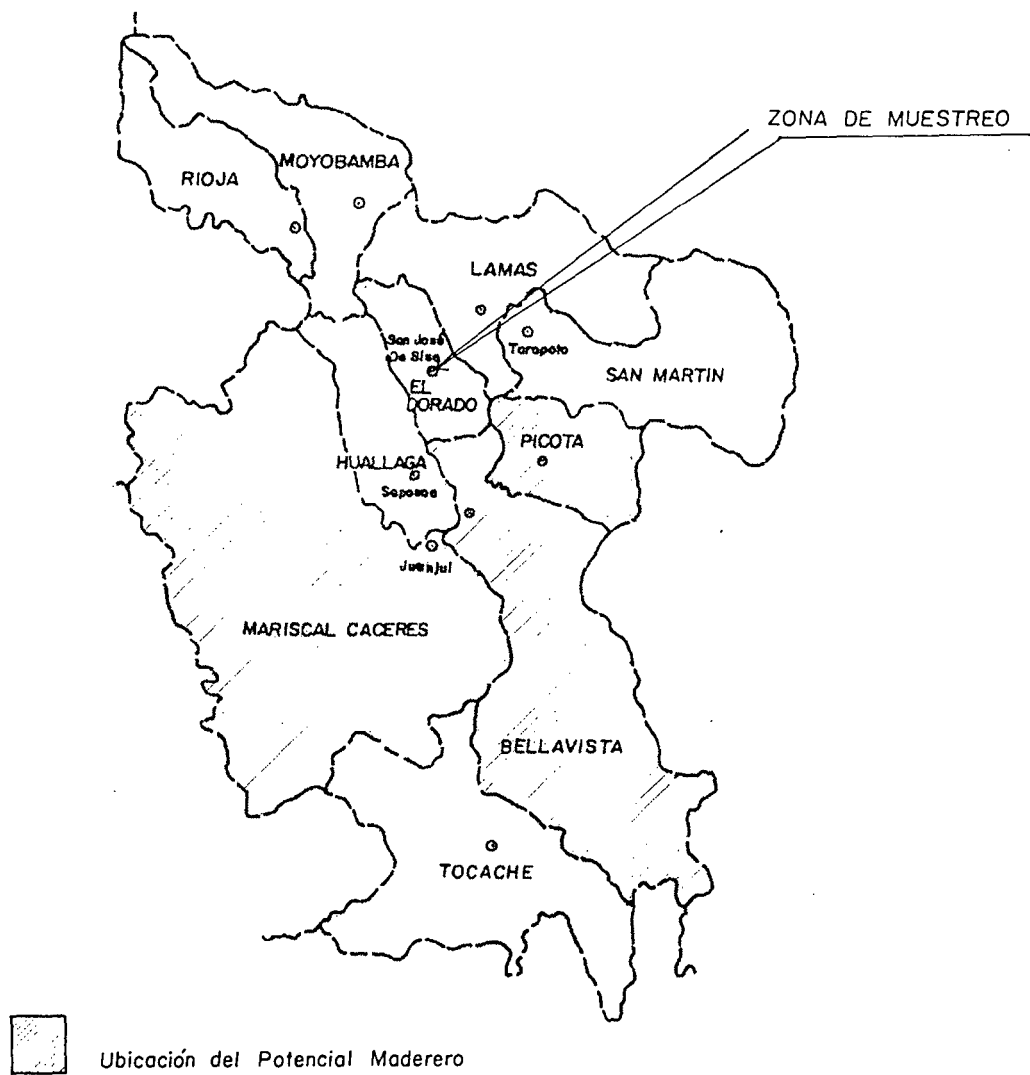 ZONA DE MUESTREO
MOYOBAMBA
RIOJA
LAMAS
San José
De Sisa
Tarapoto
EL
DORADO
SAN MARTIN
PICOTA
HUALLAGA
Saposoa
Juanjui
MARISCAL CACERES
BELLAVISTA
TOCACHE
Ubicación del Potencial Maderero